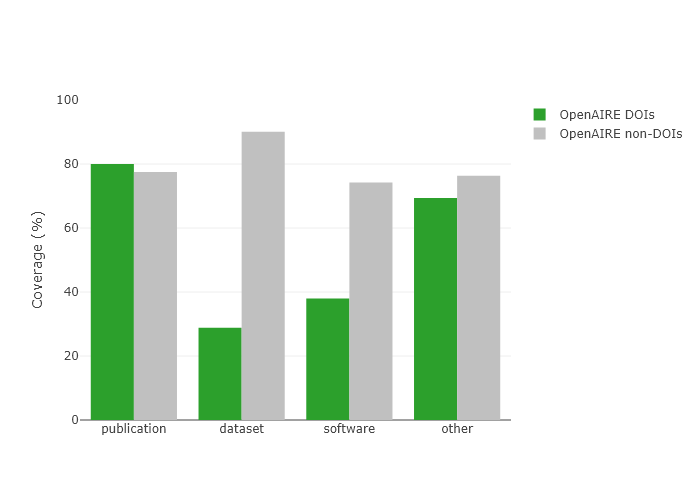 100
80
60
40
20
0
Coverage (%)
publication
dataset
software
other
OpenAIRE DOIs
OpenAIRE non-DOIs